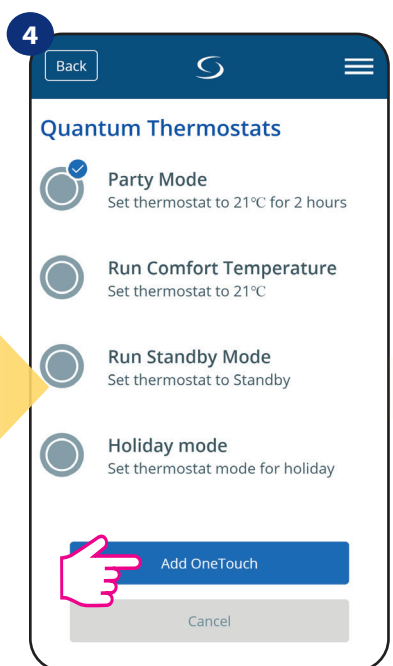 4
Back
Quantum Thermostats
Party Mode
Set thermostat to 21℃ for 2 hours
Run Comfort Temperature
Set thermostat to 21℃
Run Standby Mode
Set thermostat to Standby
Holiday mode
Set thermostat mode for holiday
Add OneTouch
Cancel